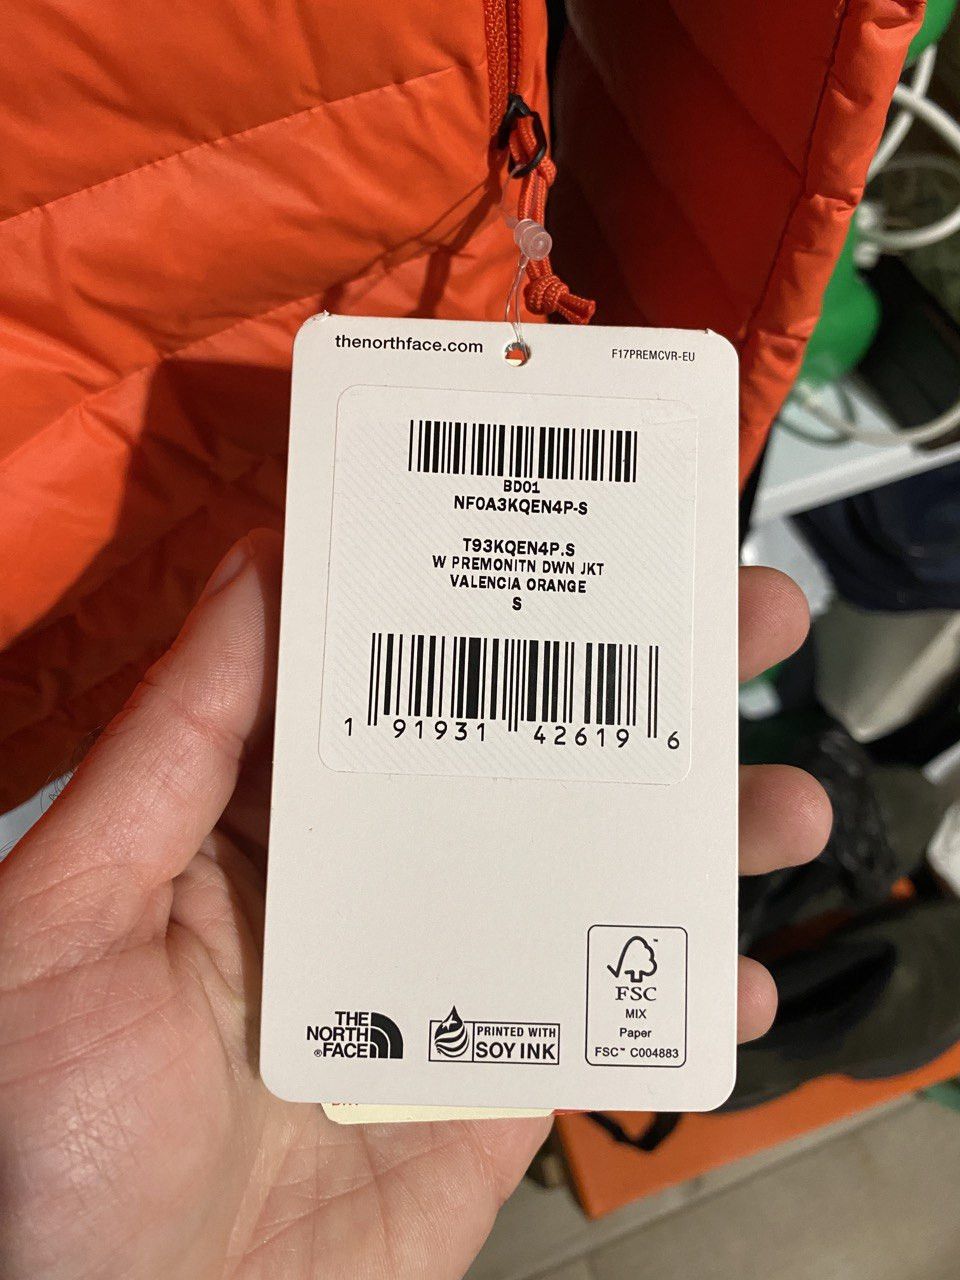 thenorthface.com
F17PREMCVR-EU
BD01
NF0A3KQEN4P-S
T93KQEN4P.S
W PREMONITN DWN JKT
VALENCIA ORANGE
S
1 91931 42619 6
THE
NORTH
®FACE
PRINTED WITH
SOY INK
FSC
MIX
Paper
FSC™ C004883